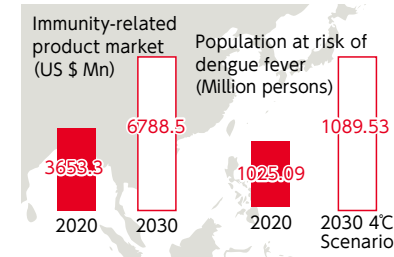 Immunity-related
product market
(US $ Mn)
3653.3
6788.5
2020
2030
Population at risk of
dengue fever
(Million persons)
1025.09
1089.53
2020
2030 4℃
Scenario